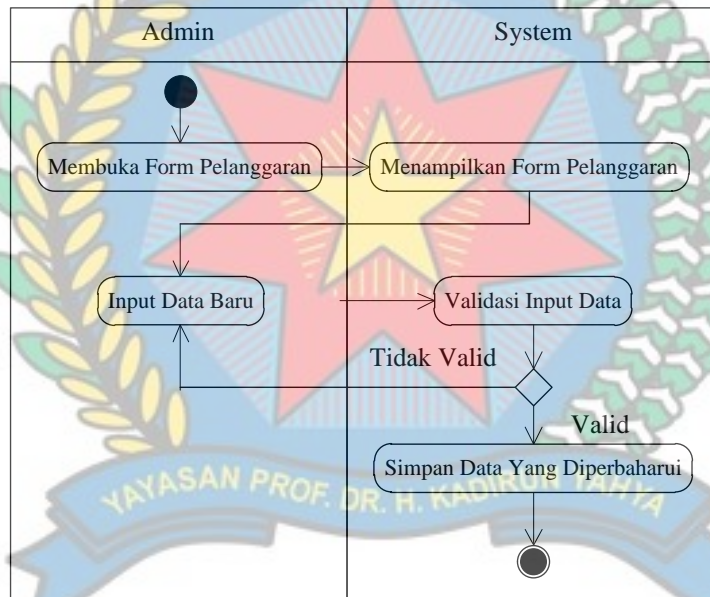 Admin
System
Membuka Form Pelanggaran
Menampilkan Form Pelanggaran
Input Data Baru
Validasi Input Data
Tidak Valid
Valid
Simpan Data Yang Diperbaharui
YAYASAN PROF. DR. H. KADIRUN YAHYA